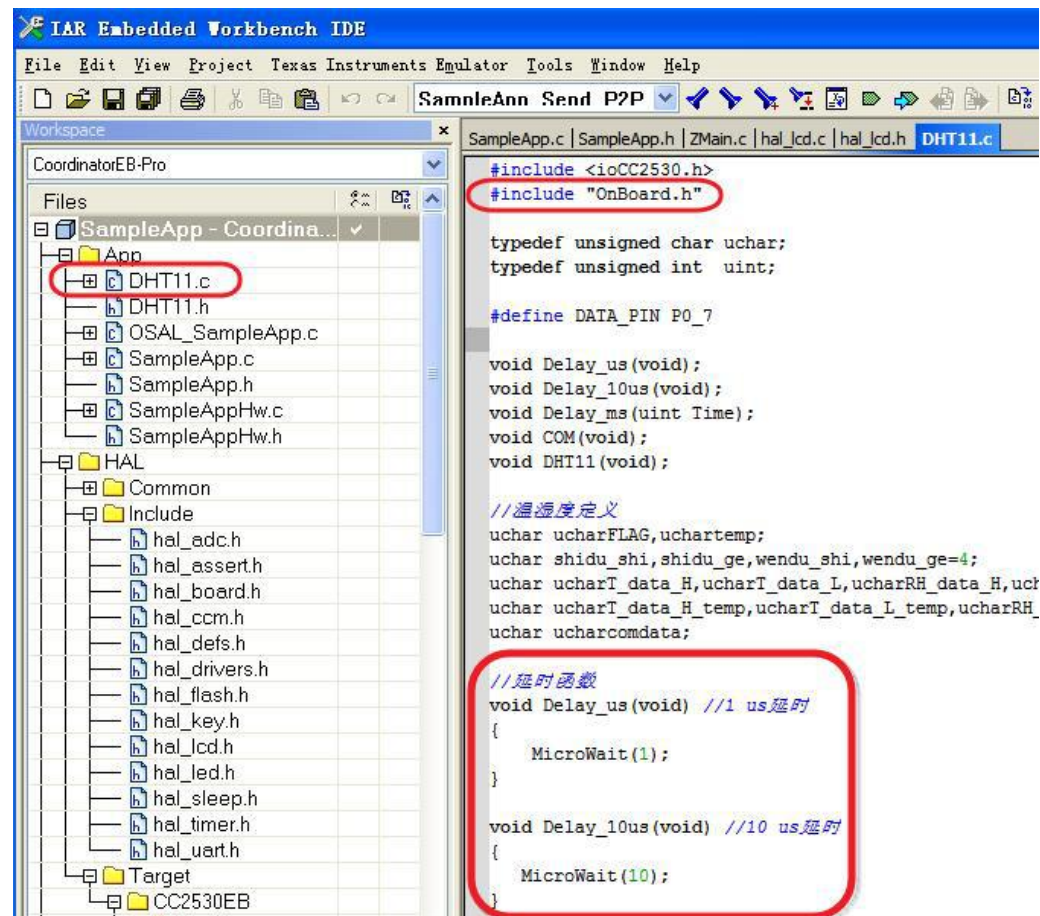 IAR Embedded Workbench IDE
File Edit View Project Texas Instruments Emulator Tools Window Help
SampleApp Send P2P
Workspace
CoordinatorEB-Pro
Files
SampleApp - Coordina...
App
DHT11.c
DHT11.h
OSAL_SampleApp.c
SampleApp.c
SampleApp.h
SampleAppHw.c
SampleAppHw.h
HAL
Common
Include
hal_adc.h
hal_assert.h
hal_board.h
hal_ccm.h
hal_defs.h
hal_drivers.h
hal_flash.h
hal_key.h
hal_lcd.h
hal_led.h
hal_sleep.h
hal_timer.h
hal_uart.h
Target
CC2530EB
SampleApp.c | SampleApp.h | ZMain.c | hal_lcd.c | hal_lcd.h DHT11.c
#include <ioCC2530.h>
#include "OnBoard.h"
typedef unsigned char uchar;
typedef unsigned int uint;
#define DATA_PIN P0_7
void Delay_us(void);
void Delay_10us(void);
void Delay_ms(uint Time);
void COM(void);
void DHT11(void);
//温湿度定义
uchar ucharFLAG,uchartemp;
uchar shidu_shi,shidu_ge,wendu_shi,wendu_ge=4;
uchar ucharT_data_H,ucharT_data_L,ucharRH_data_H,uch
uchar ucharT_data_H_temp,ucharT_data_L_temp,ucharRH_
uchar ucharcomdata;
//延时函数
void Delay_us(void) //1 us延时
{
MicroWait(1);
}
void Delay_10us(void) //10 us延时
{
MicroWait(10);
}